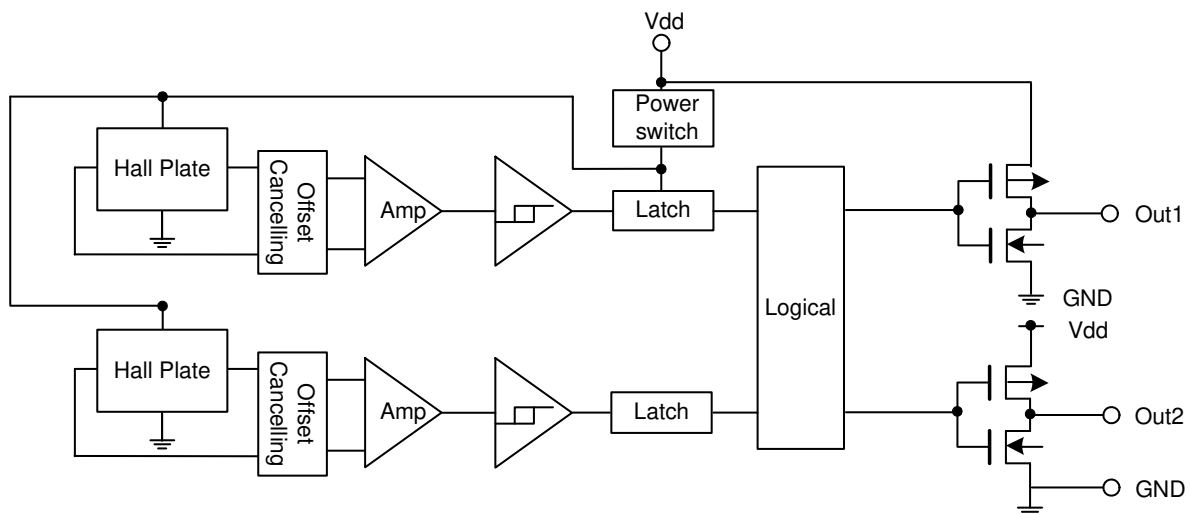 Vdd
Power
switch
Hall Plate
Offset
Cancelling
Amp
Latch
Out1
GND
Logical
Vdd
Hall Plate
Offset
Cancelling
Amp
Latch
Out2
GND